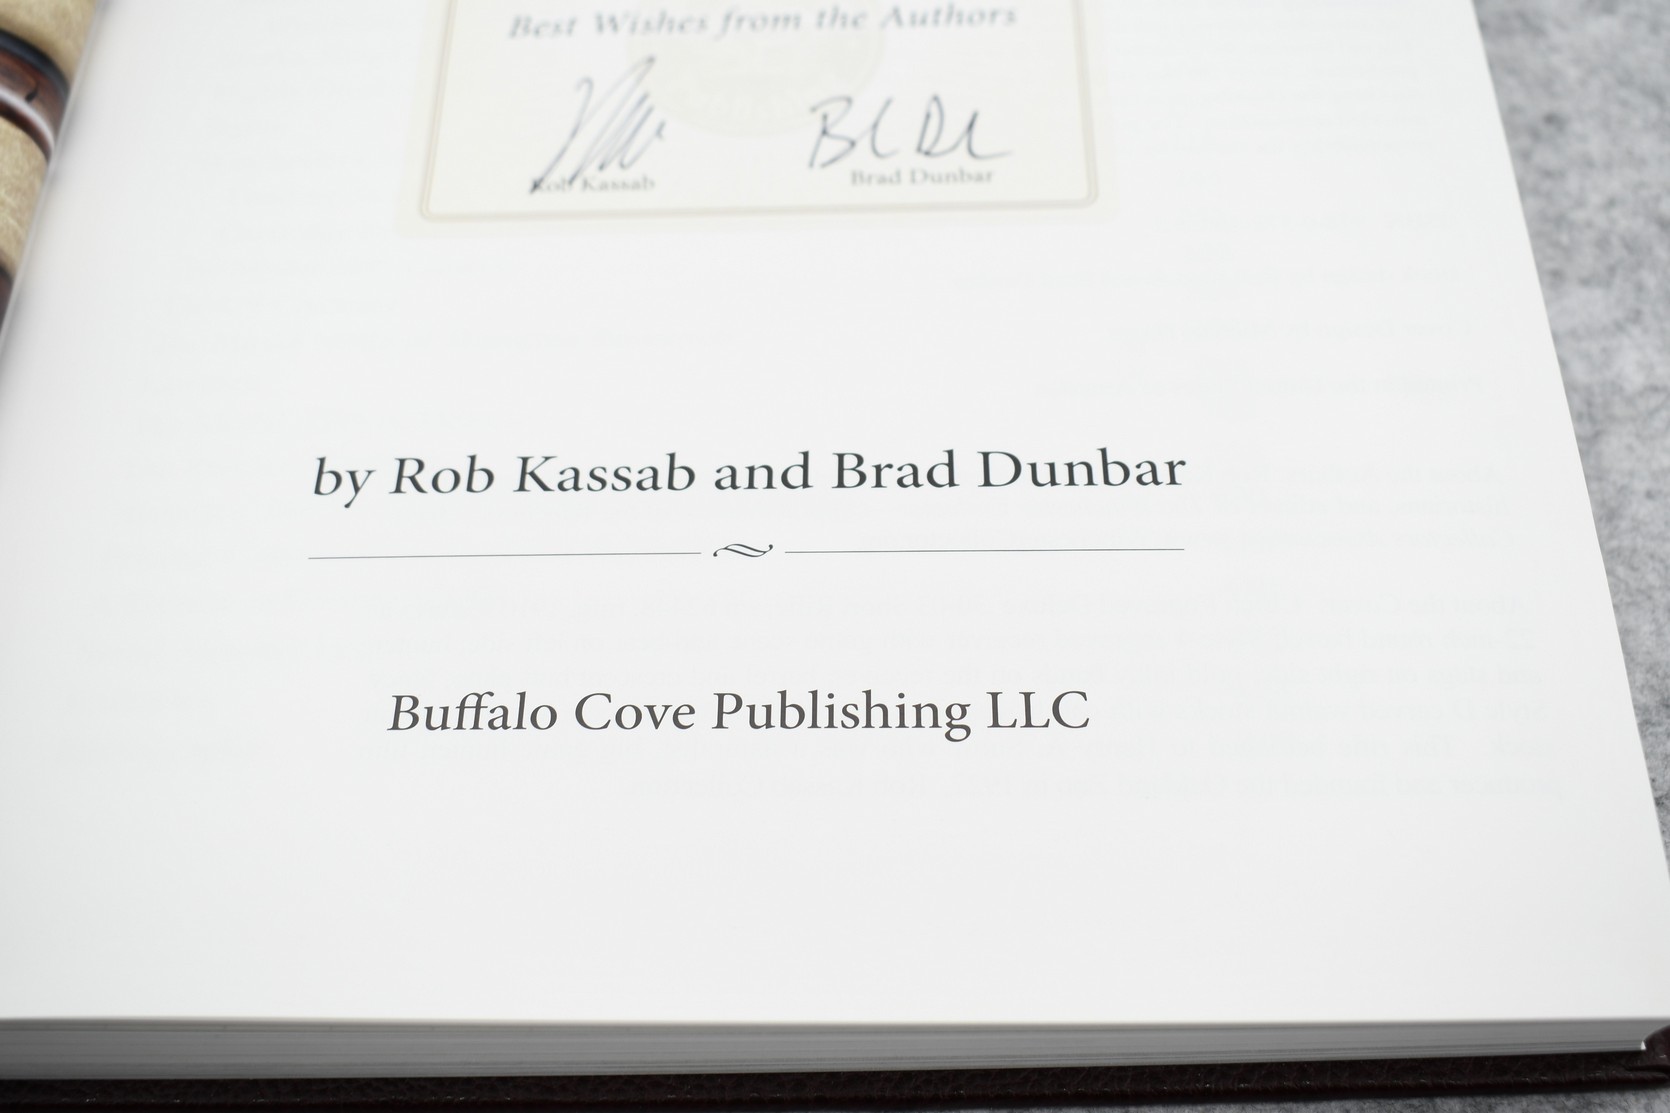 Best Wishes from the Authors
Rob Kassab
Brad Dunbar
by Rob Kassab and Brad Dunbar
Buffalo Cove Publishing LLC